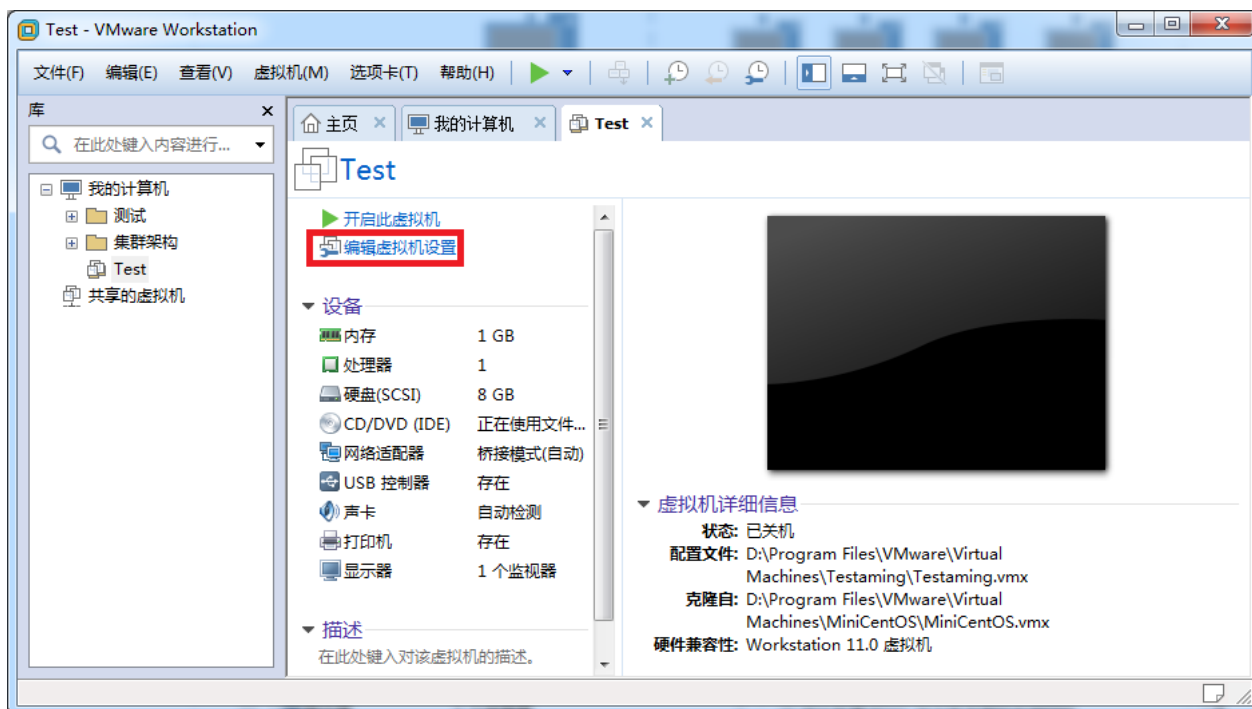 Test - VMware Workstation
文件(F) 编辑(E) 查看(V) 虚拟机(M) 选项卡(T) 帮助(H)
库
在此处键入内容进行...
我的计算机
测试
集群架构
Test
共享的虚拟机
主页 我的计算机 Test
Test
开启此虚拟机
编辑虚拟机设置
设备
内存 1 GB
处理器 1
硬盘(SCSI) 8 GB
CD/DVD (IDE) 正在使用文件...
网络适配器 桥接模式(自动)
USB 控制器 存在
声卡 自动检测
打印机 存在
显示器 1 个监视器
描述
在此处键入对该虚拟机的描述。
虚拟机详细信息
状态: 已关机
配置文件: D:\Program Files\VMware\Virtual
Machines\Testaming\Testaming.vmx
克隆自: D:\Program Files\VMware\Virtual
Machines\MiniCentOS\MiniCentOS.vmx
硬件兼容性: Workstation 11.0 虚拟机